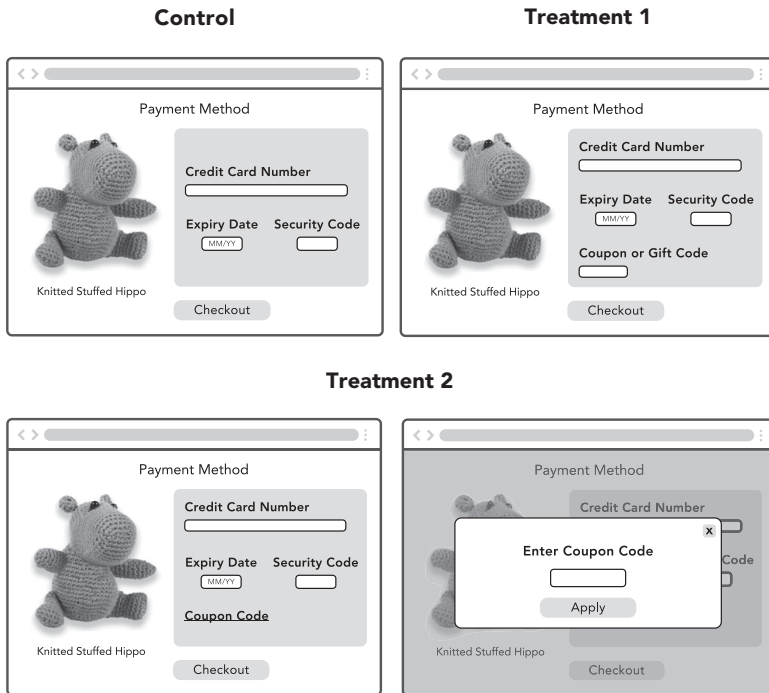 Control
Treatment 1
Payment Method
Credit Card Number
Expiry Date Security Code
MM/YY
Knitted Stuffed Hippo
Checkout
Payment Method
Credit Card Number
Expiry Date Security Code
MM/YY
Coupon or Gift Code
Knitted Stuffed Hippo
Checkout
Treatment 2
Payment Method
Credit Card Number
Expiry Date Security Code
MM/YY
Coupon Code
Knitted Stuffed Hippo
Checkout
Payment Method
Credit Card Number
x
Enter Coupon Code
Code
Apply
Knitted Stuffed Hippo
Checkout